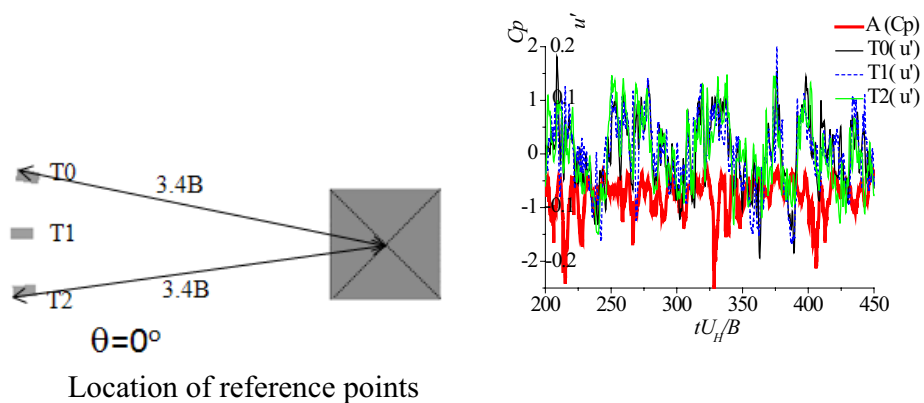 T0
3.4B
T1
T2
3.4B
θ=0°
Location of reference points
Cp
u'
A (Cp)
T0( u')
T1( u')
T2( u')
2
1
0
-1
-2
0.2
0.1
0.1
0.2
200
250
300
350
400
450
tU_H/B